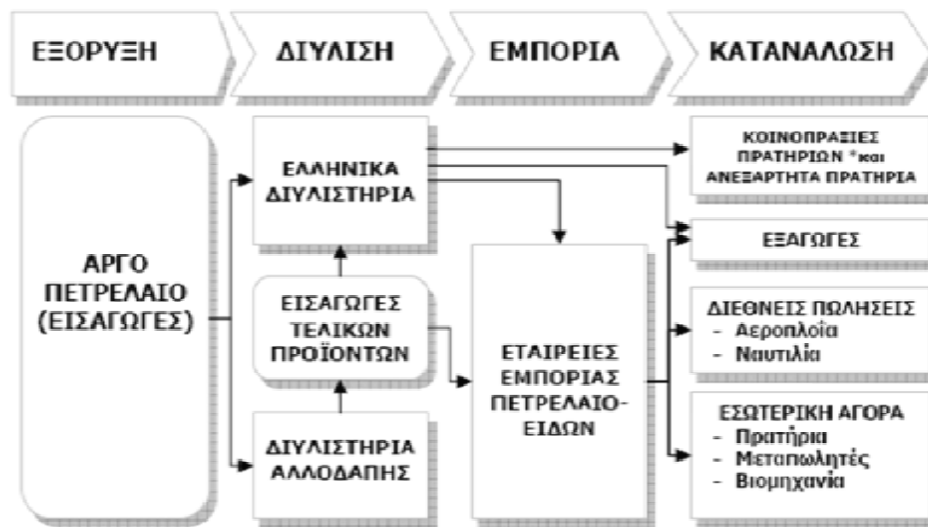 ΕΞΟΡΥΞΗ
ΔΙΥΛΙΣΗ
ΕΜΠΟΡΙΑ
ΚΑΤΑΝΑΛΩΣΗ
ΑΡΓΟ
ΠΕΤΡΕΛΑΙΟ
(ΕΙΣΑΓΩΓΕΣ)
ΕΛΛΗΝΙΚΑ
ΔΙΥΛΙΣΤΗΡΙΑ
ΕΙΣΑΓΩΓΕΣ
ΤΕΛΙΚΩΝ
ΠΡΟΪΟΝΤΩΝ
ΔΙΥΛΙΣΤΗΡΙΑ
ΑΛΛΟΔΑΠΗΣ
ΕΤΑΙΡΕΙΕΣ
ΕΜΠΟΡΙΑΣ
ΠΕΤΡΕΛΑΙΟ-
ΕΙΔΩΝ
ΚΟΙΝΟΠΡΑΞΙΕΣ
ΠΡΑΤΗΡΙΩΝ *και
ΑΝΕΞΑΡΤΗΤΑ ΠΡΑΤΗΡΙΑ
ΕΞΑΓΩΓΕΣ
ΔΙΕΘΝΕΙΣ ΠΩΛΗΣΕΙΣ
- Αεροπλοία
- Ναυτιλία
ΕΣΩΤΕΡΙΚΗ ΑΓΟΡΑ
- Πρατήρια
- Μεταπωλητές
- Βιομηχανία